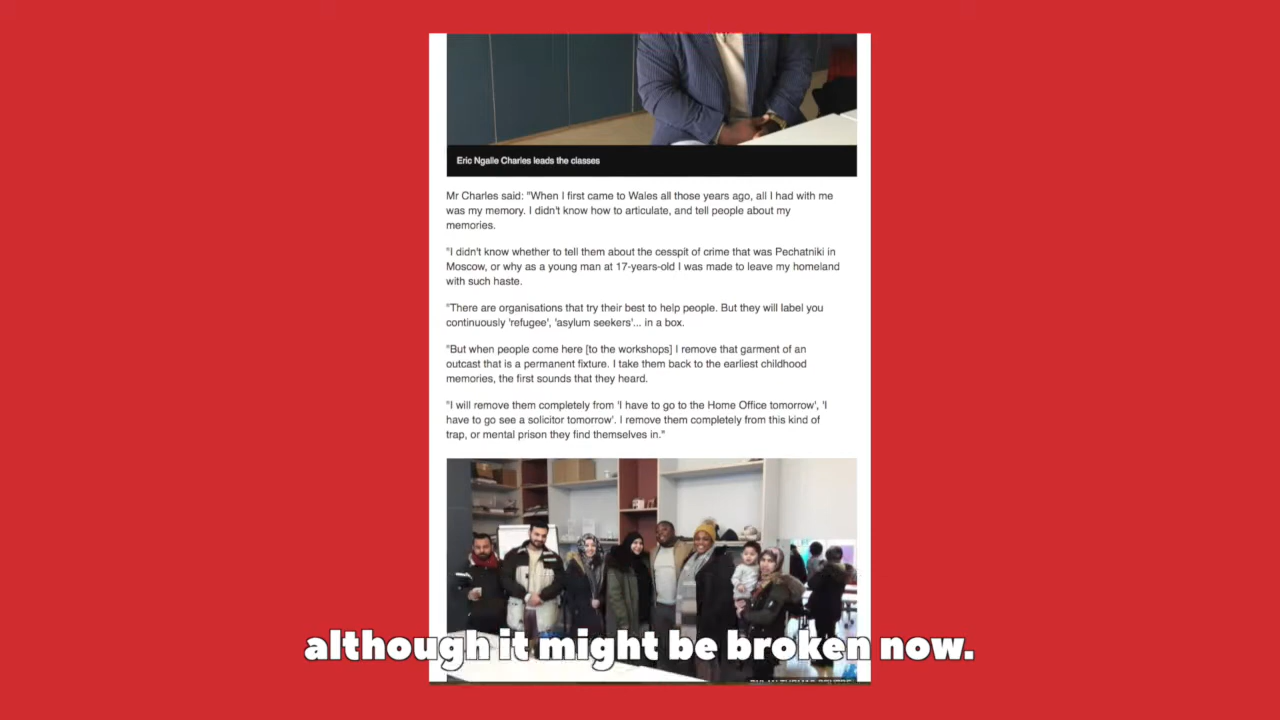 Eric Ngalle Charles leads the classes
Mr Charles said: "When I first came to Wales all those years ago, all I had with me
was my memory. I didn't know how to articulate, and tell people about my
memories.
"I didn't know whether to tell them about the cesspit of crime that was Pechatniki in
Moscow, or why as a young man at 17-years-old I was made to leave my homeland
with such haste.
"There are organisations that try their best to help people. But they will label you
continuously 'refugee', 'asylum seekers'... in a box.
"But when people come here [to the workshops] I remove that garment of an
outcast that is a permanent fixture. I take them back to the earliest childhood
memories, the first sounds that they heard.
"I will remove them completely from 'I have to go to the Home Office tomorrow', 'I
have to go see a solicitor tomorrow'. I remove them completely from this kind of
trap, or mental prison they find themselves in."
although it might be broken now.